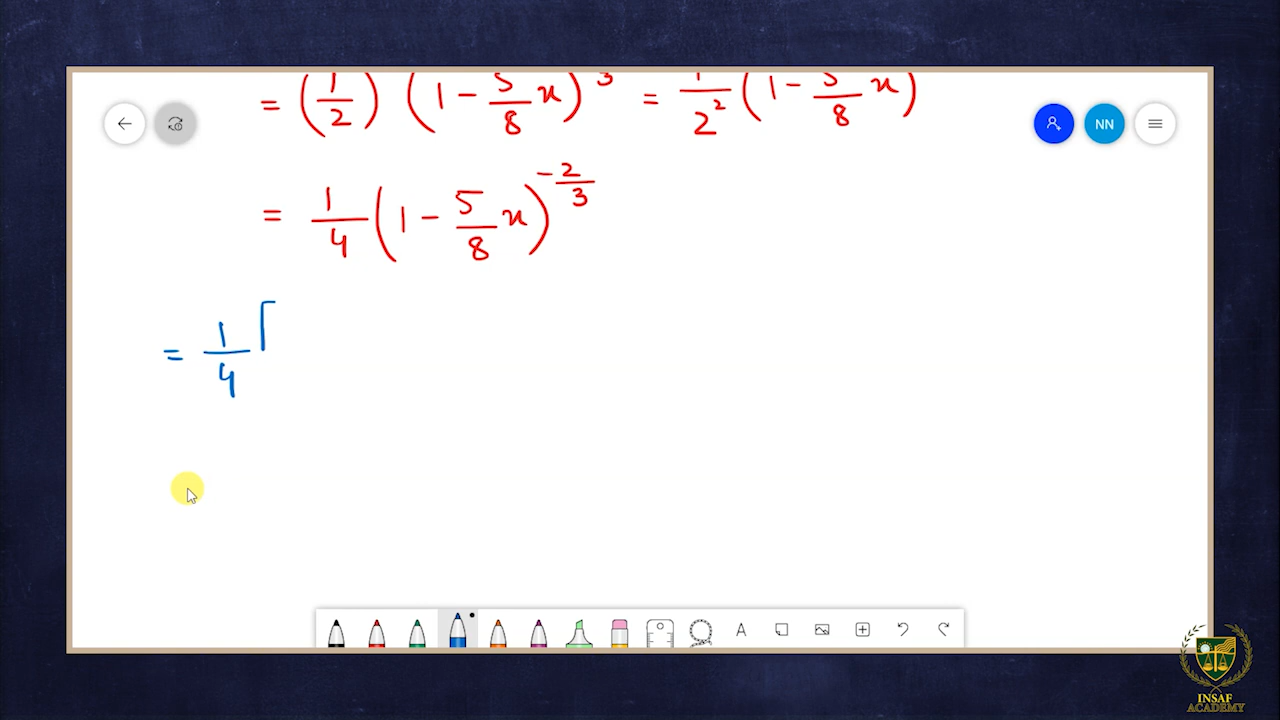 = (1/2) (1 - 5/8 x)^3 = 1/2^2 (1 - 5/8 x)
= 1/4 (1 - 5/8 x)^(-2/3)
= 1/4 [
NN
A
INSAF
ACADEMY